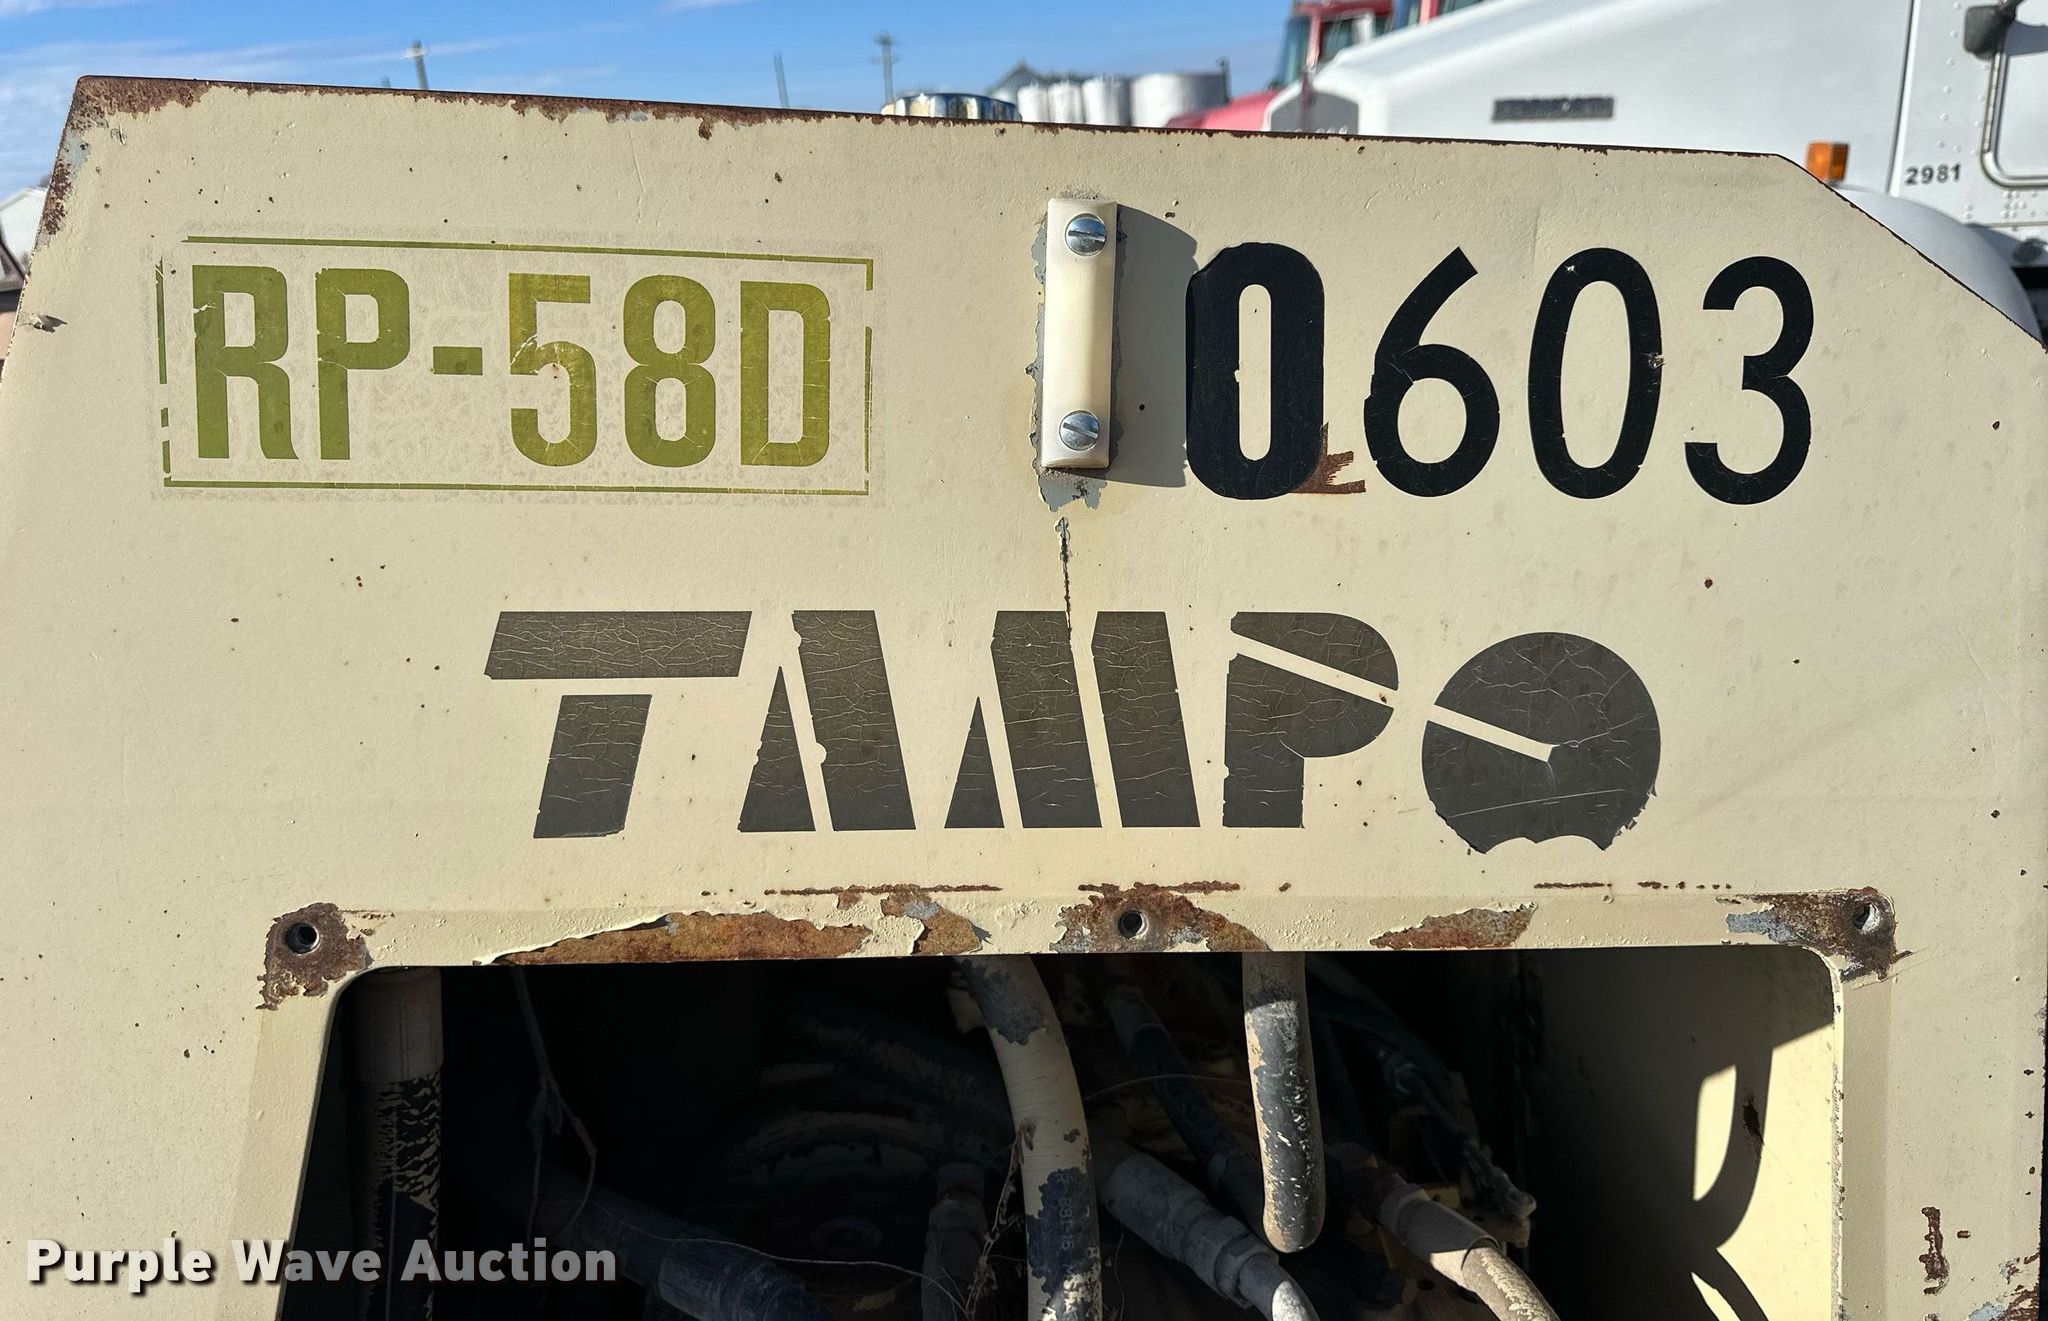 2981
RP-58D 0603
TAMPO
Purple Wave Auction